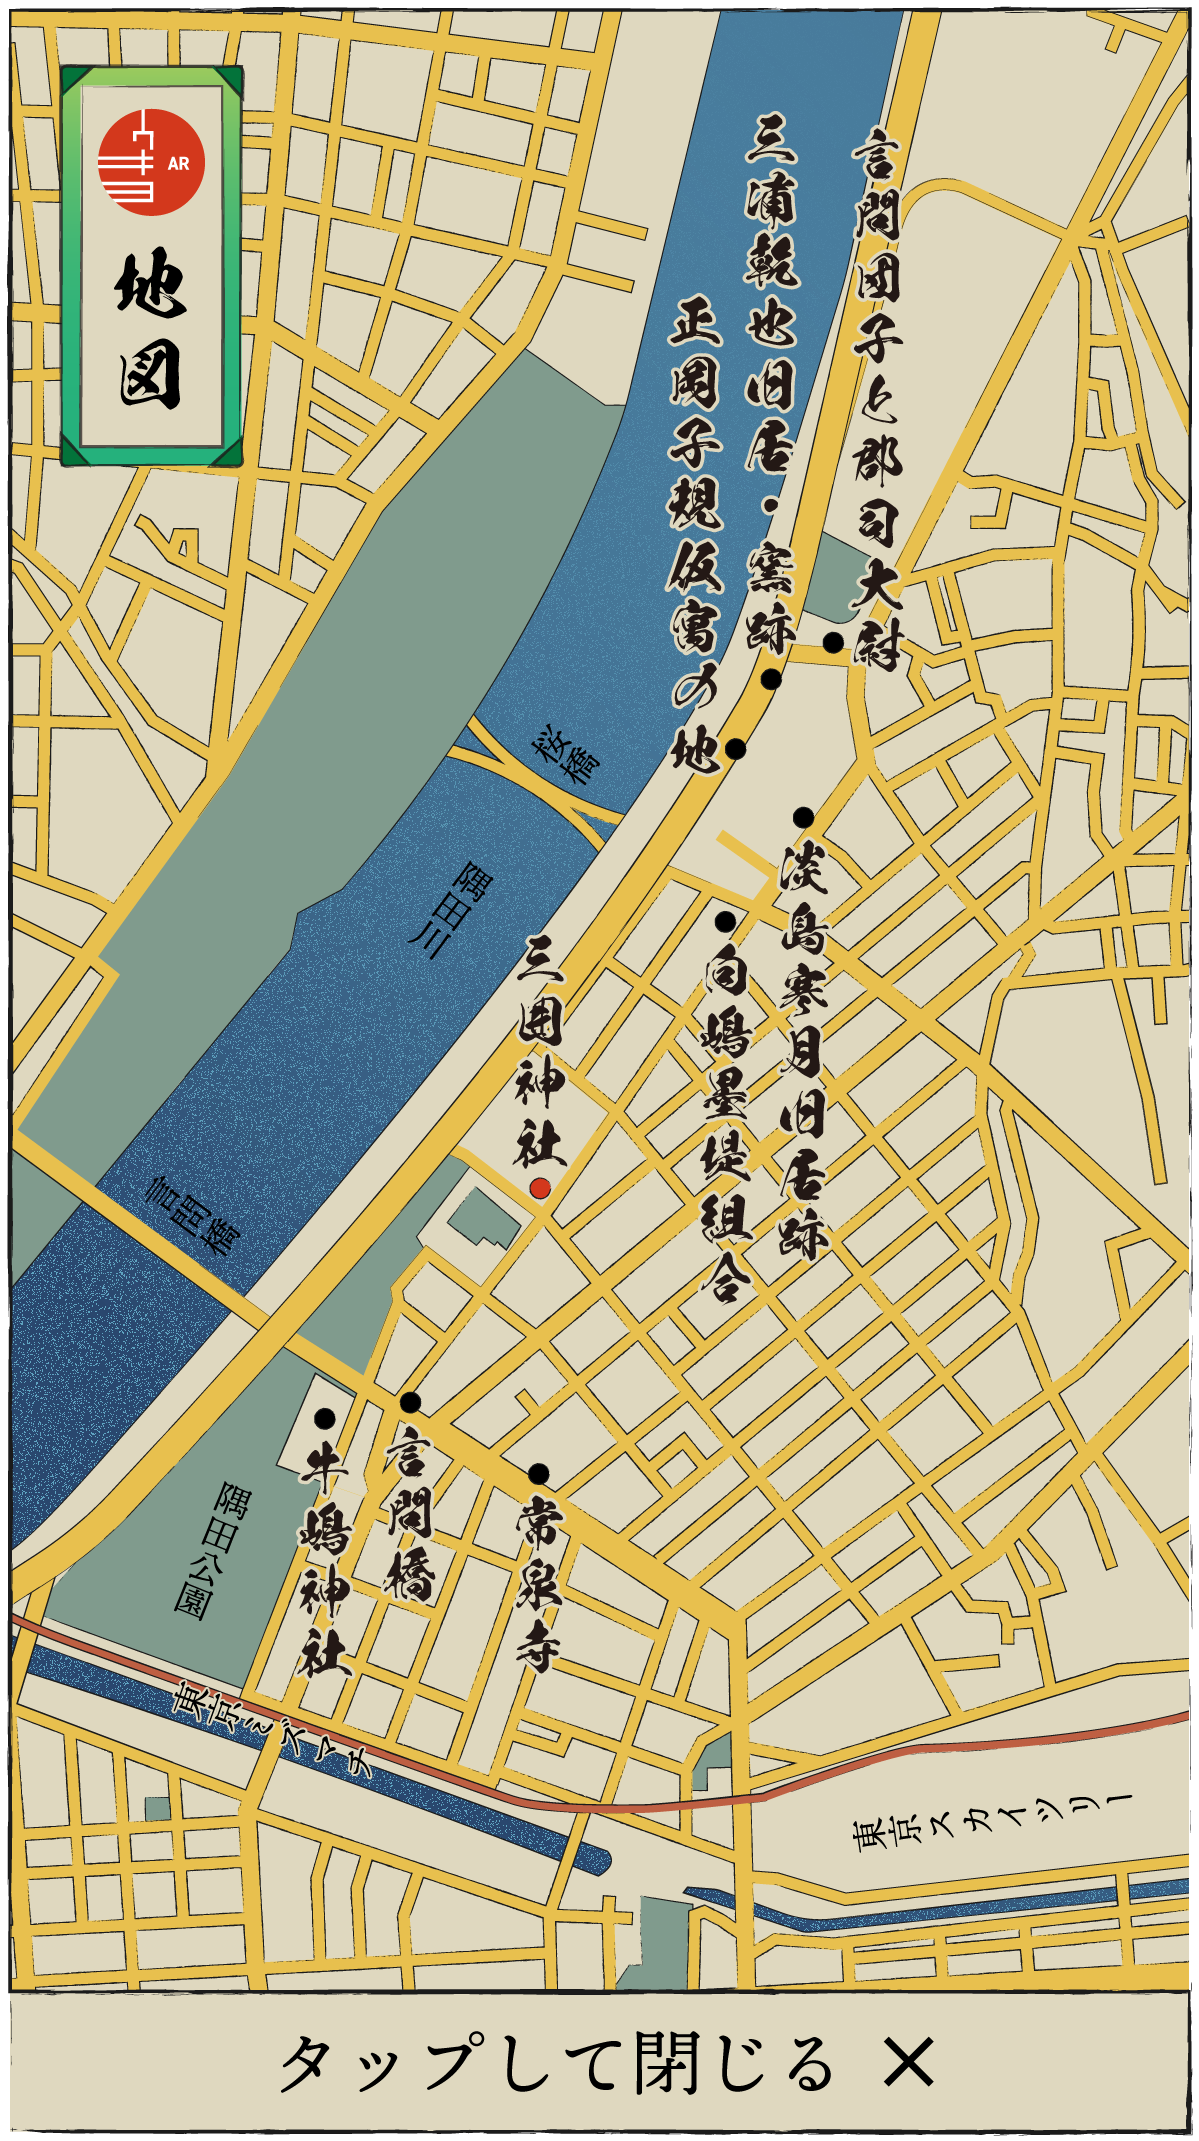 AR
地図
言問団子と郡司大尉
三浦乾也旧居・窯跡
正岡子規仮寓の地
桜橋
隅田川
淡島寒月旧居跡
向嶋墨堤組合
三囲神社
言問橋
常泉寺
言問橋
牛嶋神社
隅田公園
東京ミズマチ
東京スカイツリー
タップして閉じる ×